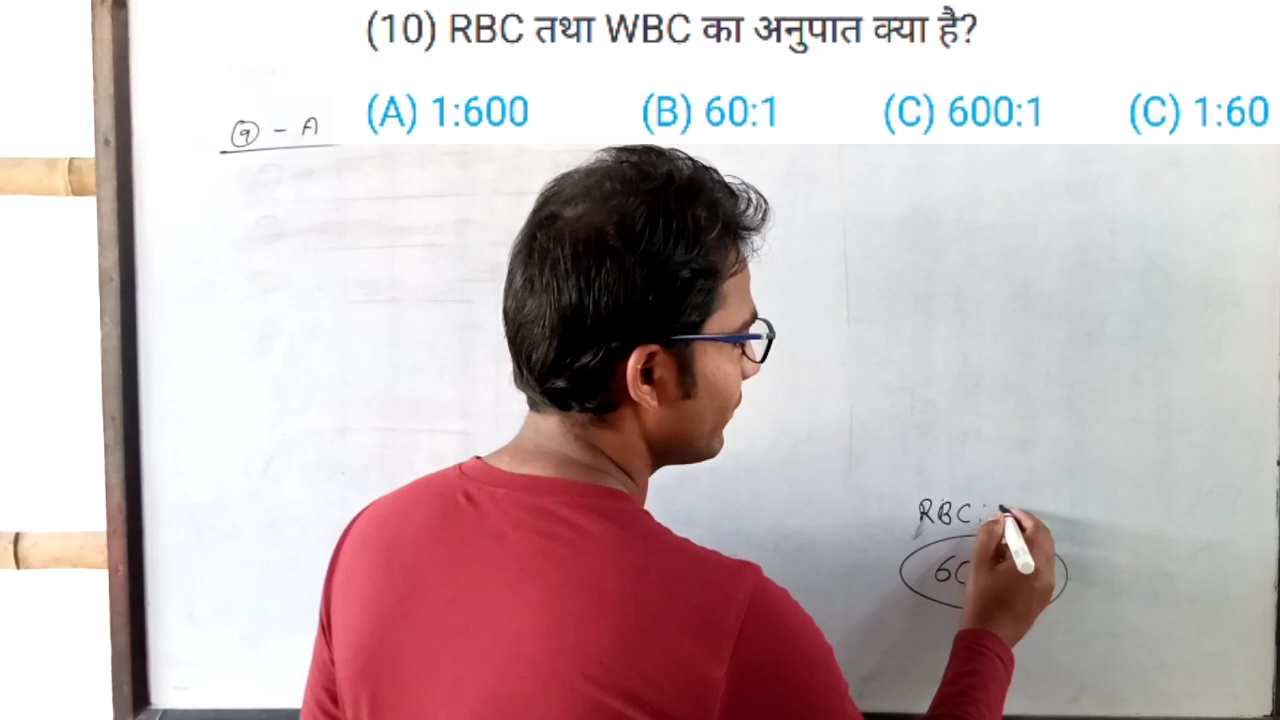 (10) RBC तथा WBC का अनुपात क्या है?
(A) 1:600 (B) 60:1 (C) 600:1 (C) 1:60
(9) - A
RBC: